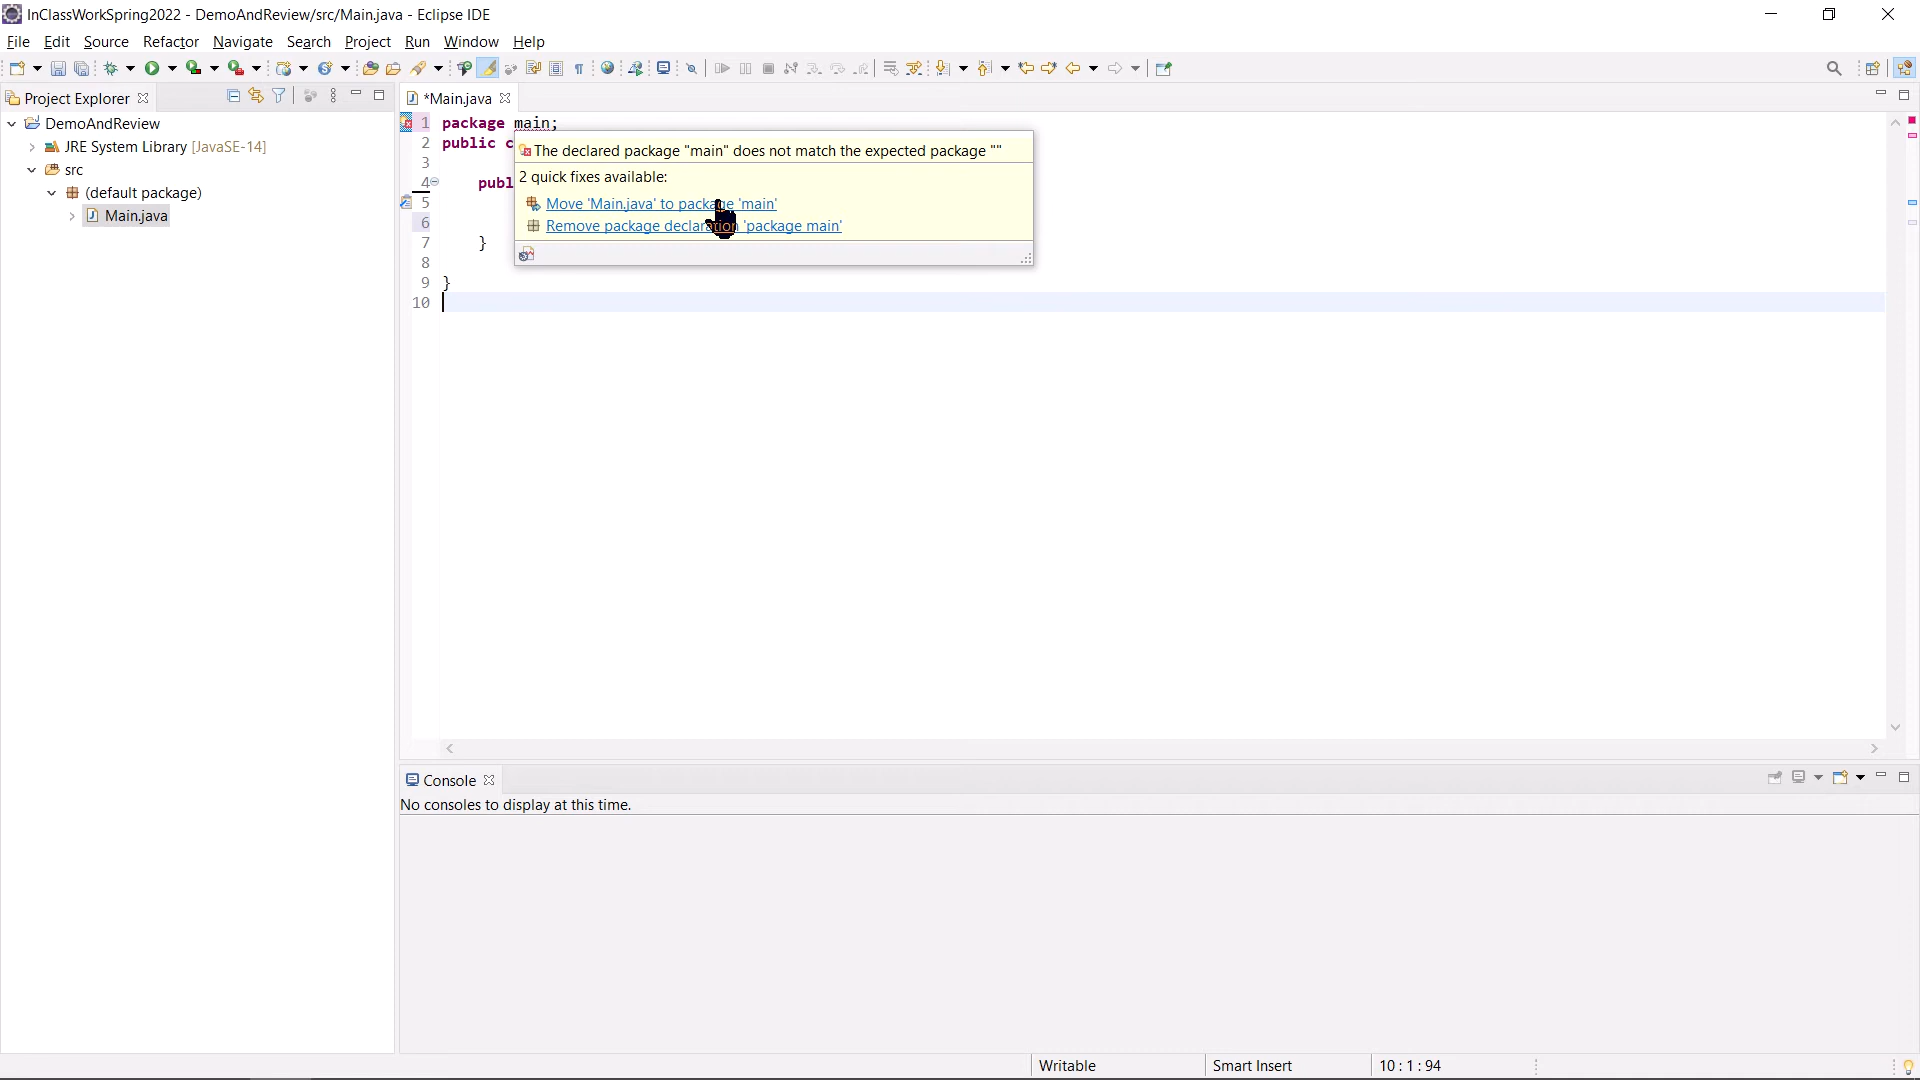 InClassWorkSpring2022 - DemoAndReview/src/Main.java - Eclipse IDE
File Edit Source Refactor Navigate Search Project Run Window Help
Project Explorer
*Main.java
DemoAndReview
JRE System Library [JavaSE-14]
src
(default package)
Main.java
1 package main;
2 public c
3
4 publ
5
6
7 }
8
9 }
10
The declared package "main" does not match the expected package ""
2 quick fixes available:
Move 'Main.java' to package 'main'
Remove package declaration 'package main'
Console
No consoles to display at this time.
Writable Smart Insert 10 : 1 : 94